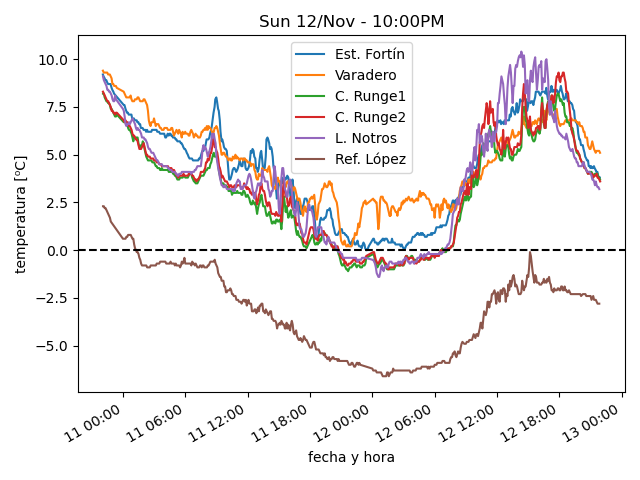 Sun 12/Nov - 10:00PM
temperatura [ºC]
10.0
7.5
5.0
2.5
0.0
−2.5
−5.0
Est. Fortín
Varadero
C. Runge1
C. Runge2
L. Notros
Ref. López
11 00:00
11 06:00
11 12:00
11 18:00
12 00:00
12 06:00
12 12:00
12 18:00
13 00:00
fecha y hora